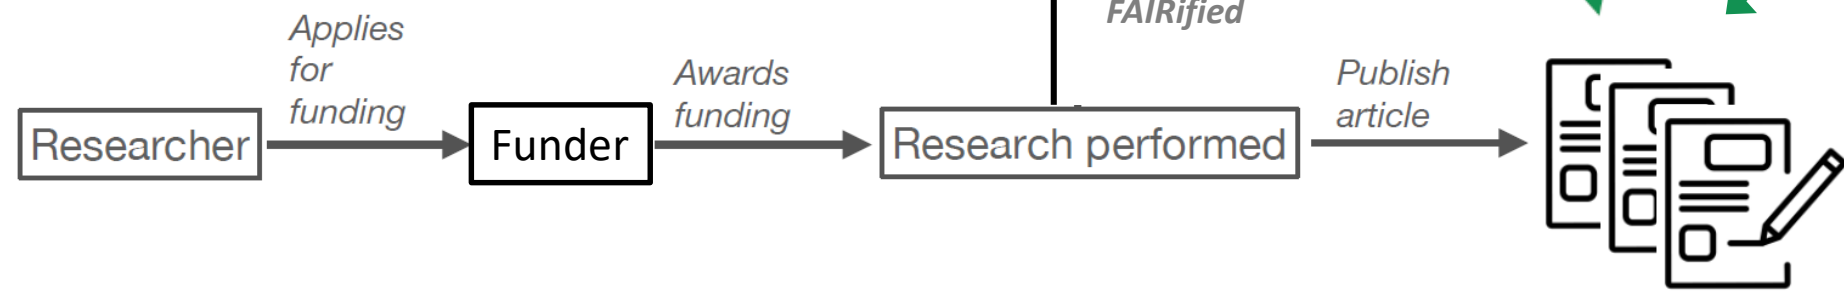 FAIRified
Applies
for
funding
Awards
funding
Publish
article
Researcher
Funder
Research performed